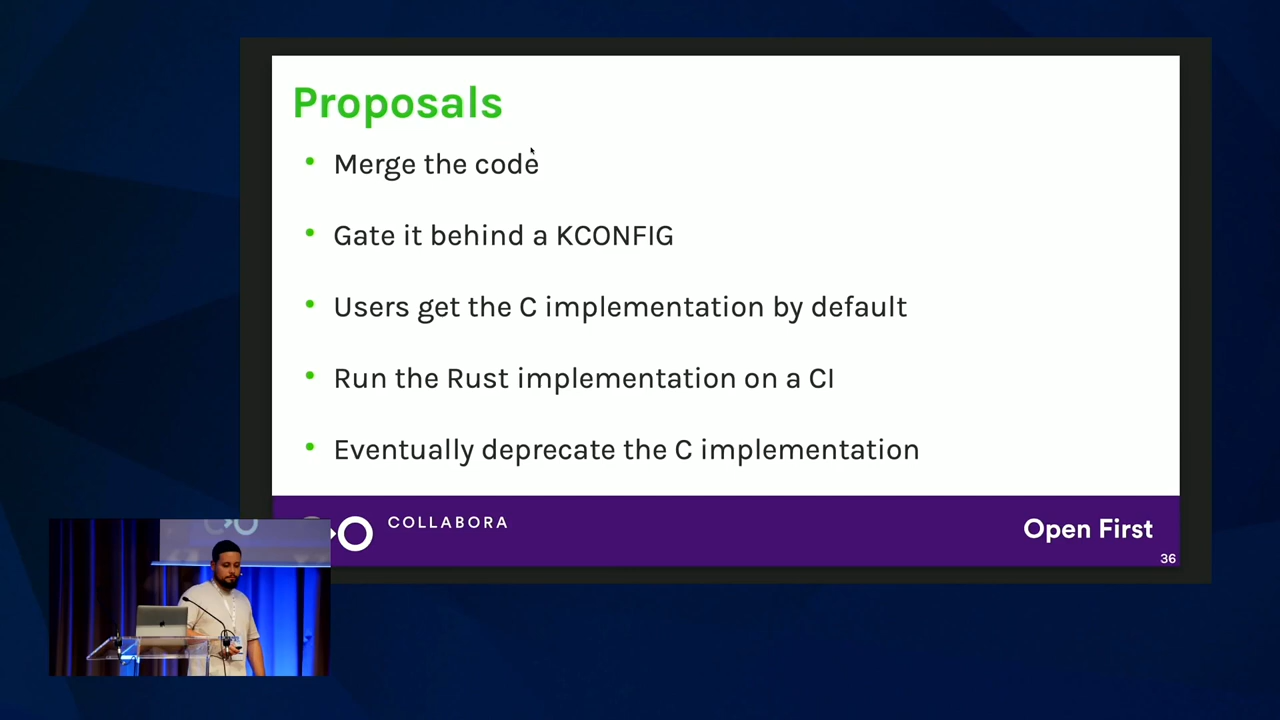 Proposals
• Merge the code
• Gate it behind a KCONFIG
• Users get the C implementation by default
• Run the Rust implementation on a CI
• Eventually deprecate the C implementation
COLLABORA
Open First
36